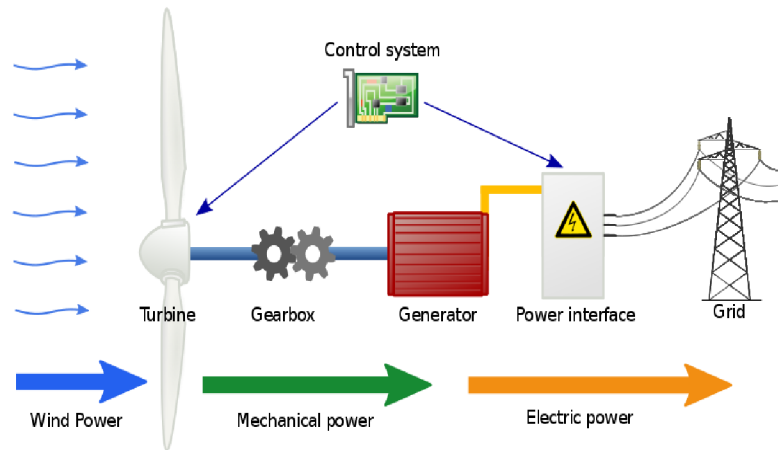 Control system
Turbine
Gearbox
Generator
Power interface
Grid
Wind Power
Mechanical power
Electric power